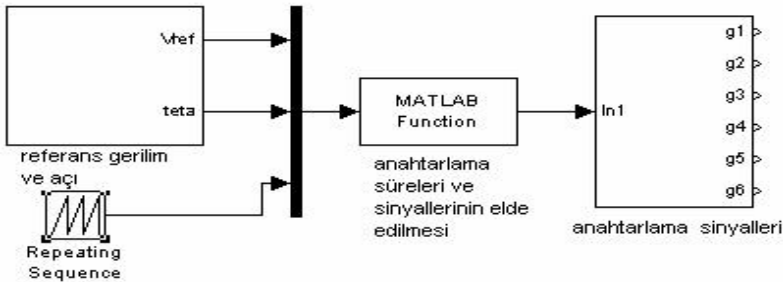 Vref
teta
referans gerilim
ve açı
Repeating
Sequence
MATLAB
Function
anahtarlama
süreleri ve
sinyallerinin elde
edilmesi
In1
g1
g2
g3
g4
g5
g6
anahtarlama sinyalleri